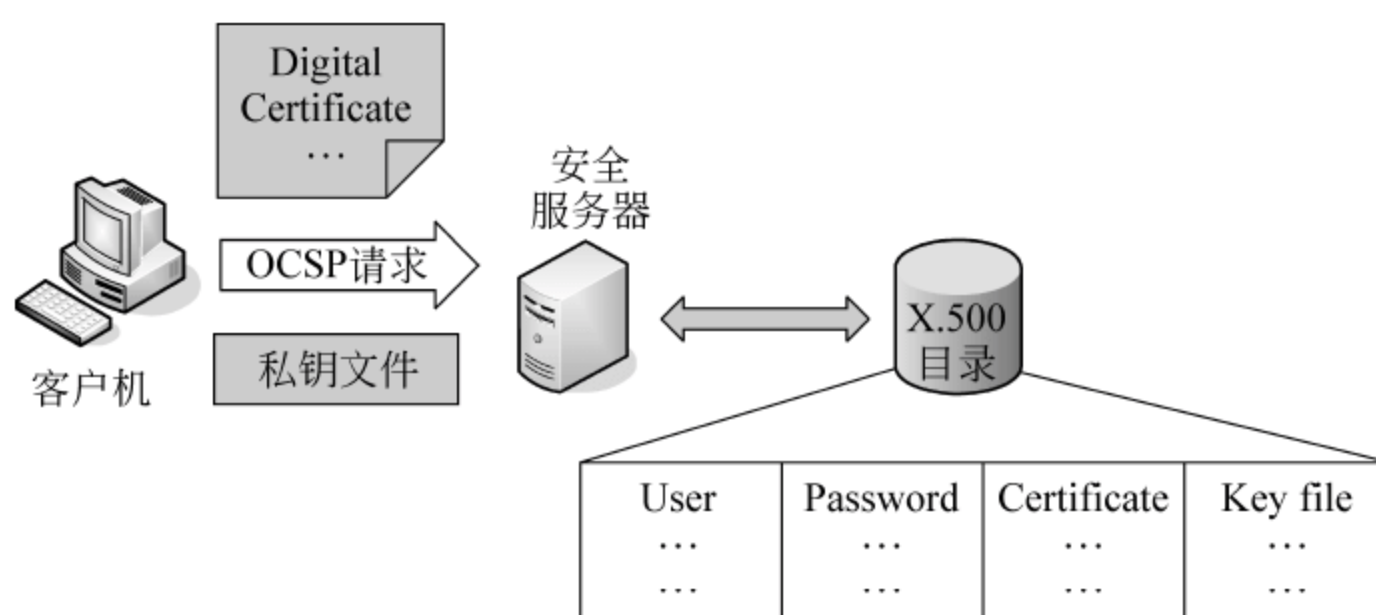 Digital
Certificate
…
安全
服务器
OCSP请求
X.500
目录
私钥文件
客户机
User Password Certificate Key file
… … … …
… … … …